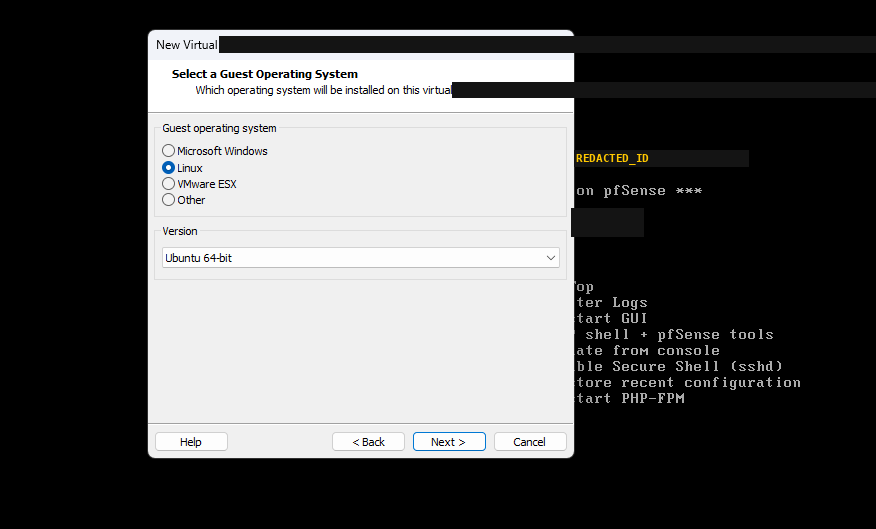 New Virtual
Select a Guest Operating System
Which operating system will be installed on this virtual
Guest operating system
Microsoft Windows
Linux
VMware ESX
Other
Version
Ubuntu 64-bit
Help
< Back
Next >
Cancel
REDACTED_ID
on pfSense ***
Top
ter Logs
tart GUI
shell + pfSense tools
ate from console
ble Secure Shell (sshd)
tore recent configuration
tart PHP-FPM